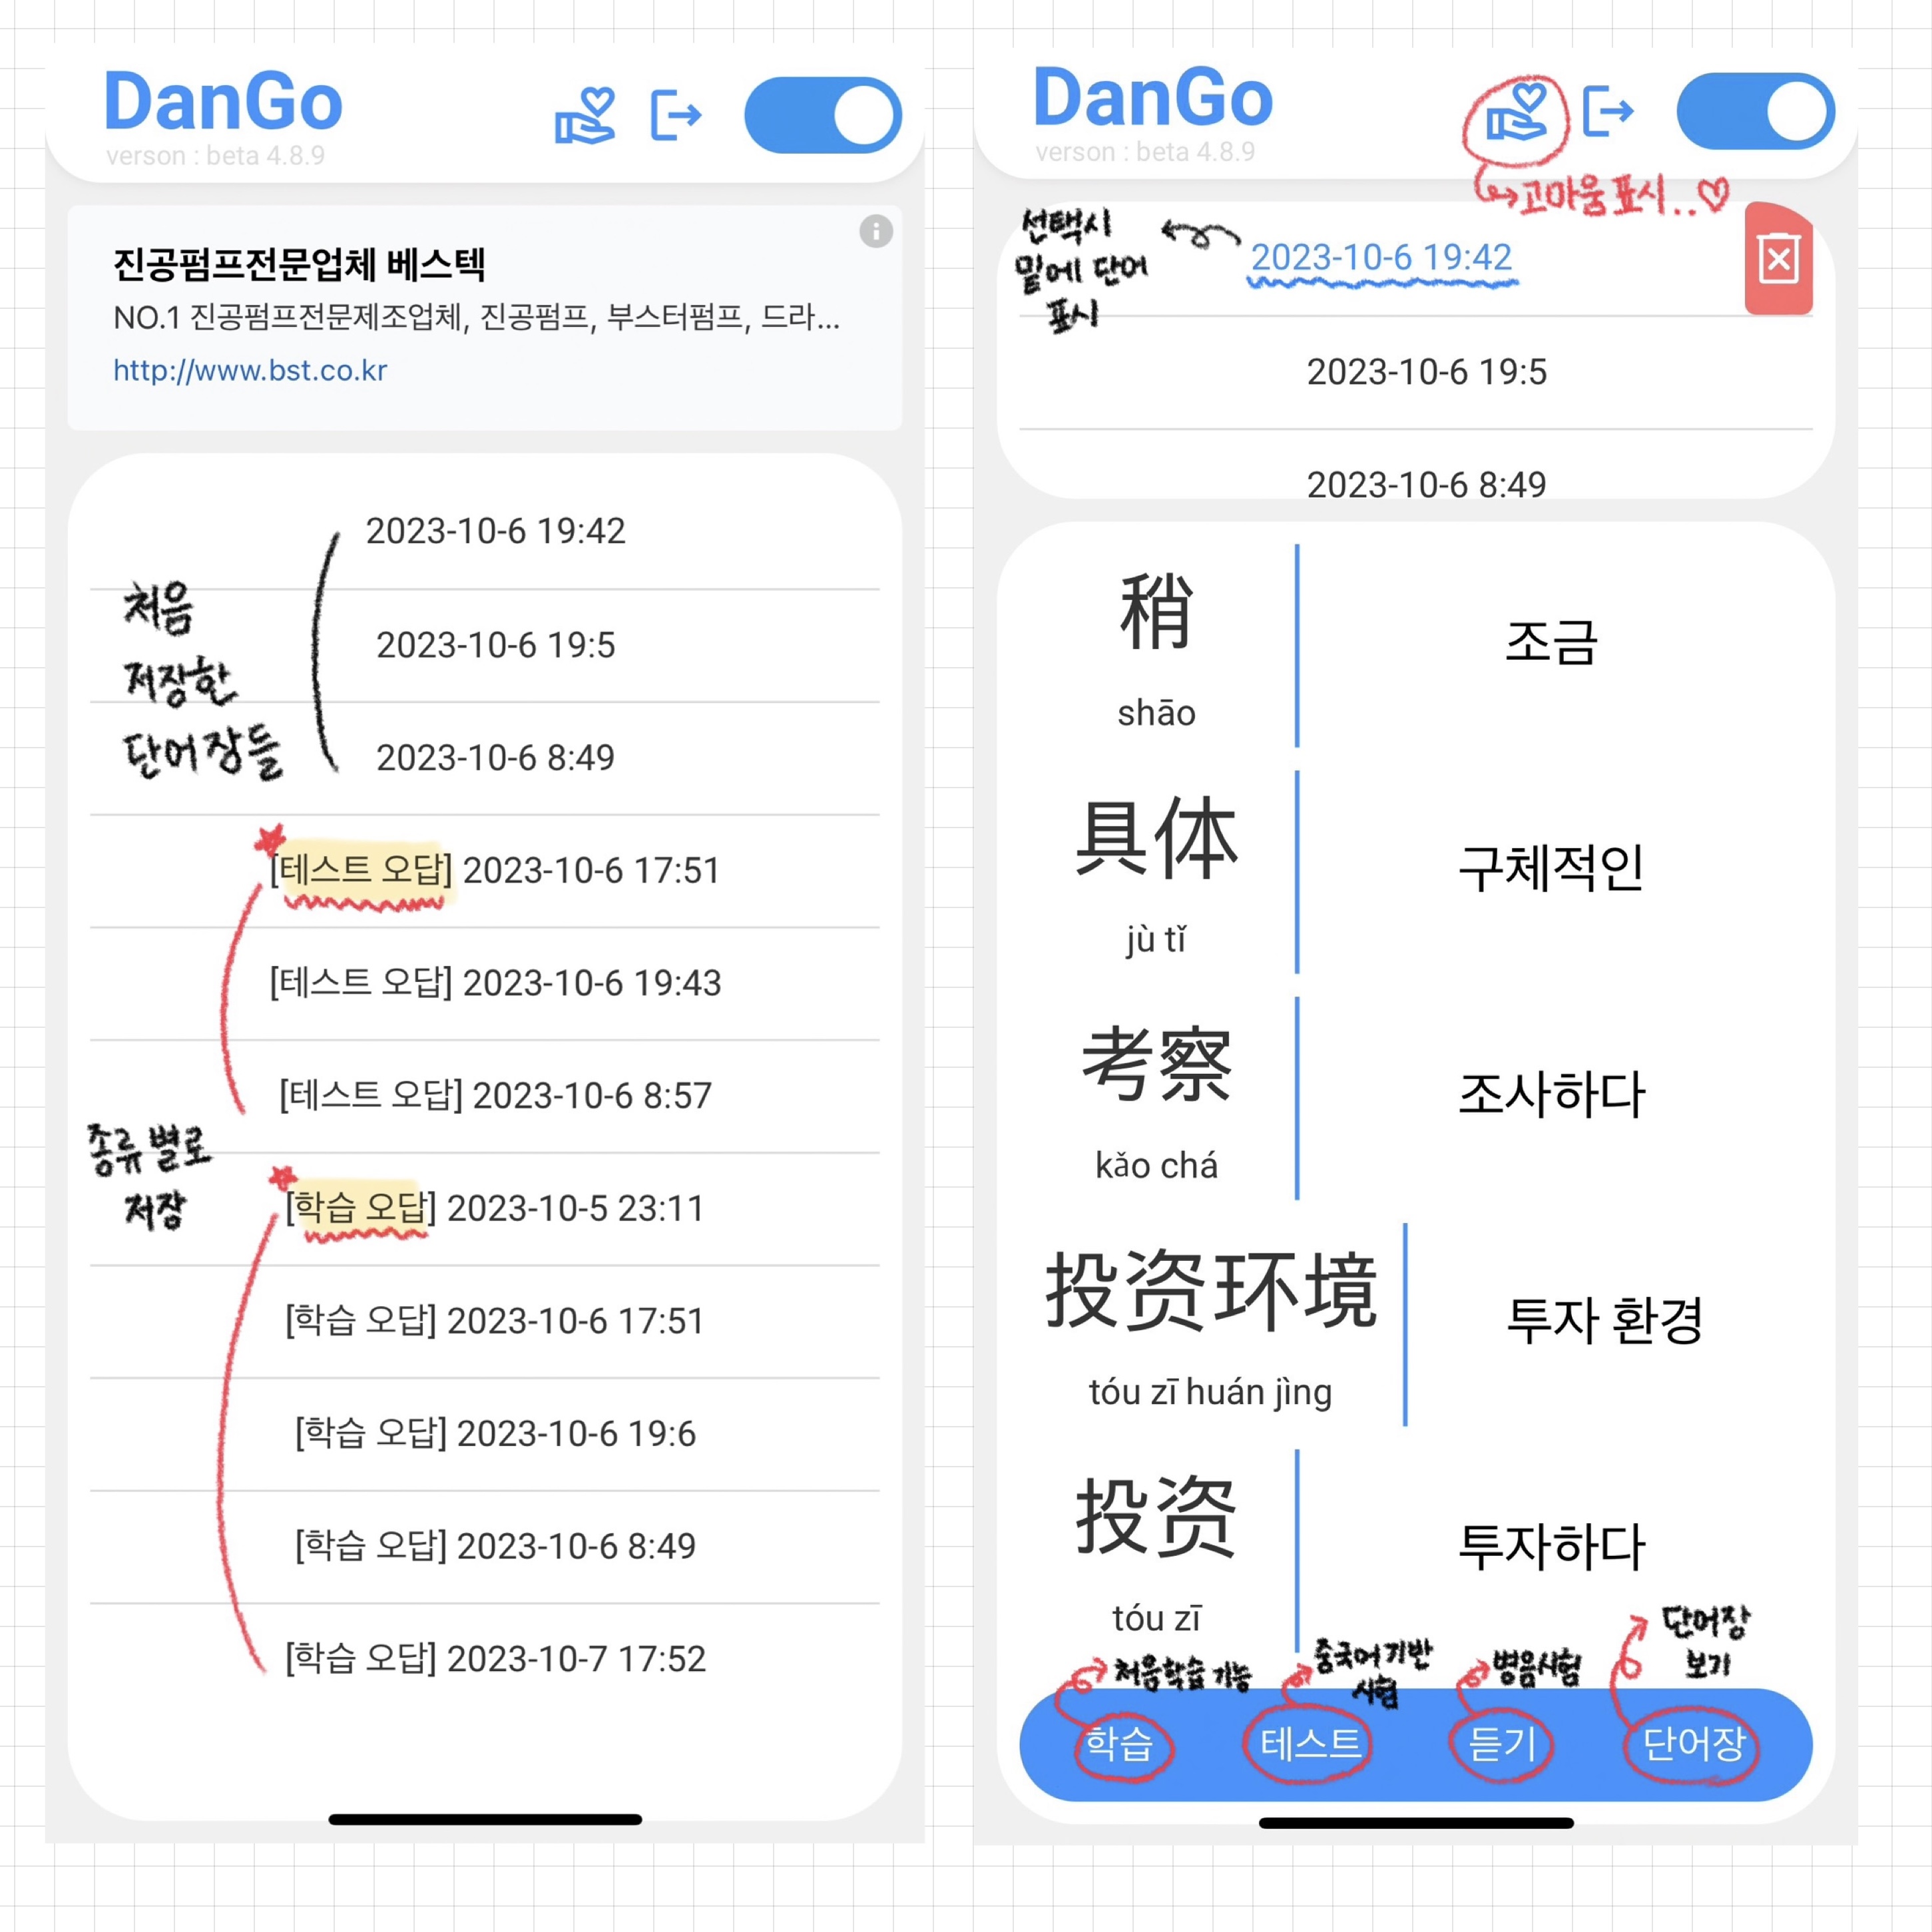 DanGo
verson : beta 4.8.9
진공펌프전문업체 베스텍
NO.1 진공펌프전문제조업체, 진공펌프, 부스터펌프, 드라...
http://www.bst.co.kr
2023-10-6 19:42
2023-10-6 19:5
2023-10-6 8:49
처음
저장한
단어장들
[테스트 오답] 2023-10-6 17:51
[테스트 오답] 2023-10-6 19:43
[테스트 오답] 2023-10-6 8:57
종류 별로
저장
[학습 오답] 2023-10-5 23:11
[학습 오답] 2023-10-6 17:51
[학습 오답] 2023-10-6 19:6
[학습 오답] 2023-10-6 8:49
[학습 오답] 2023-10-7 17:52
DanGo
verson : beta 4.8.9
고마움 표시..♡
선택시
밑에 단어
표시
2023-10-6 19:42
2023-10-6 19:5
2023-10-6 8:49
稍
shāo
조금
具体
jù tǐ
구체적인
考察
kǎo chá
조사하다
投资环境
tóu zī huán jìng
투자 환경
投资
tóu zī
투자하다
처음학습 기능
중국어기반
시험
병음시험
단어장
보기
학습
테스트
듣기
단어장